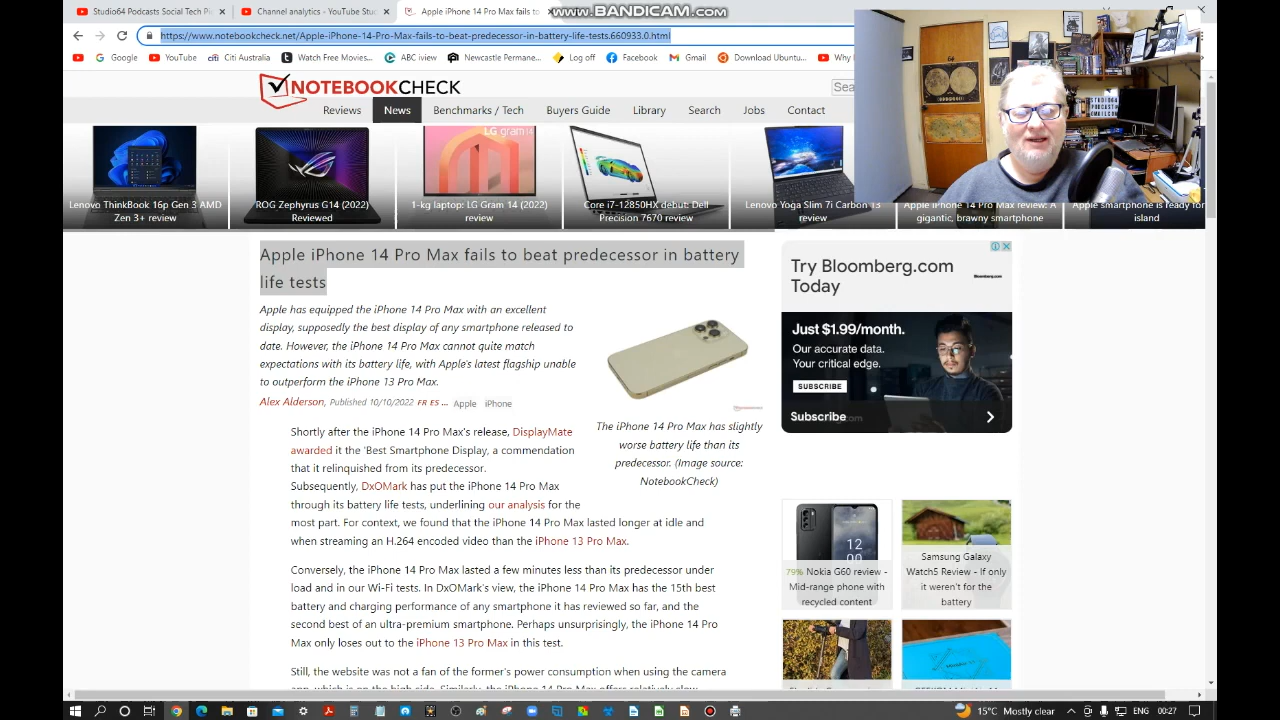 Studio64 Podcasts Social Tech Pl
Channel analytics - YouTube Stud
Apple iPhone 14 Pro Max fails to
www.BANDICAM.com
https://www.notebookcheck.net/Apple-iPhone-14-Pro-Max-fails-to-beat-predecessor-in-battery-life-tests.660933.0.html
Google
YouTube
Citi Australia
Watch Free Movies...
ABC iview
Newcastle Permane...
Log off
Facebook
Gmail
Download Ubuntu...
Why
NOTEBOOKCHECK
Sea
Reviews
News
Benchmarks / Tech
Buyers Guide
Library
Search
Jobs
Contact
Lenovo ThinkBook 16p Gen 3 AMD
Zen 3+ review
ROG Zephyrus G14 (2022)
Reviewed
LG gram
1-kg laptop: LG Gram 14 (2022)
review
Core i7-12850HX debut: Dell
Precision 7670 review
Lenovo Yoga Slim 7i Carbon 13
review
Apple iPhone 14 Pro Max review: A
gigantic, brawny smartphone
Apple smartphone is ready for
island
Apple iPhone 14 Pro Max fails to beat predecessor in battery
life tests
Apple has equipped the iPhone 14 Pro Max with an excellent
display, supposedly the best display of any smartphone released to
date. However, the iPhone 14 Pro Max cannot quite match
expectations with its battery life, with Apple's latest flagship unable
to outperform the iPhone 13 Pro Max.
Alex Alderson, Published 10/10/2022 FR ES ... Apple iPhone
The iPhone 14 Pro Max has slightly
worse battery life than its
predecessor. (Image source:
NotebookCheck)
Shortly after the iPhone 14 Pro Max's release, DisplayMate
awarded it the 'Best Smartphone Display, a commendation
that it relinquished from its predecessor.
Subsequently, DxOMark has put the iPhone 14 Pro Max
through its battery life tests, underlining our analysis for the
most part. For context, we found that the iPhone 14 Pro Max lasted longer at idle and
when streaming an H.264 encoded video than the iPhone 13 Pro Max.
Conversely, the iPhone 14 Pro Max lasted a few minutes less than its predecessor under
load and in our Wi-Fi tests. In DxOMark's view, the iPhone 14 Pro Max has the 15th best
battery and charging performance of any smartphone it has reviewed so far, and the
second best of an ultra-premium smartphone. Perhaps unsurprisingly, the iPhone 14 Pro
Max only loses out to the iPhone 13 Pro Max in this test.
Still, the website was not a fan of the former's power consumption when using the camera
Try Bloomberg.com
Today
Just $1.99/month.
Our accurate data.
Your critical edge.
SUBSCRIBE
Subscribe
12
00
79% Nokia G60 review -
Mid-range phone with
recycled content
Samsung Galaxy
Watch5 Review - If only
it weren't for the
battery
15°C Mostly clear
ENG
00:27